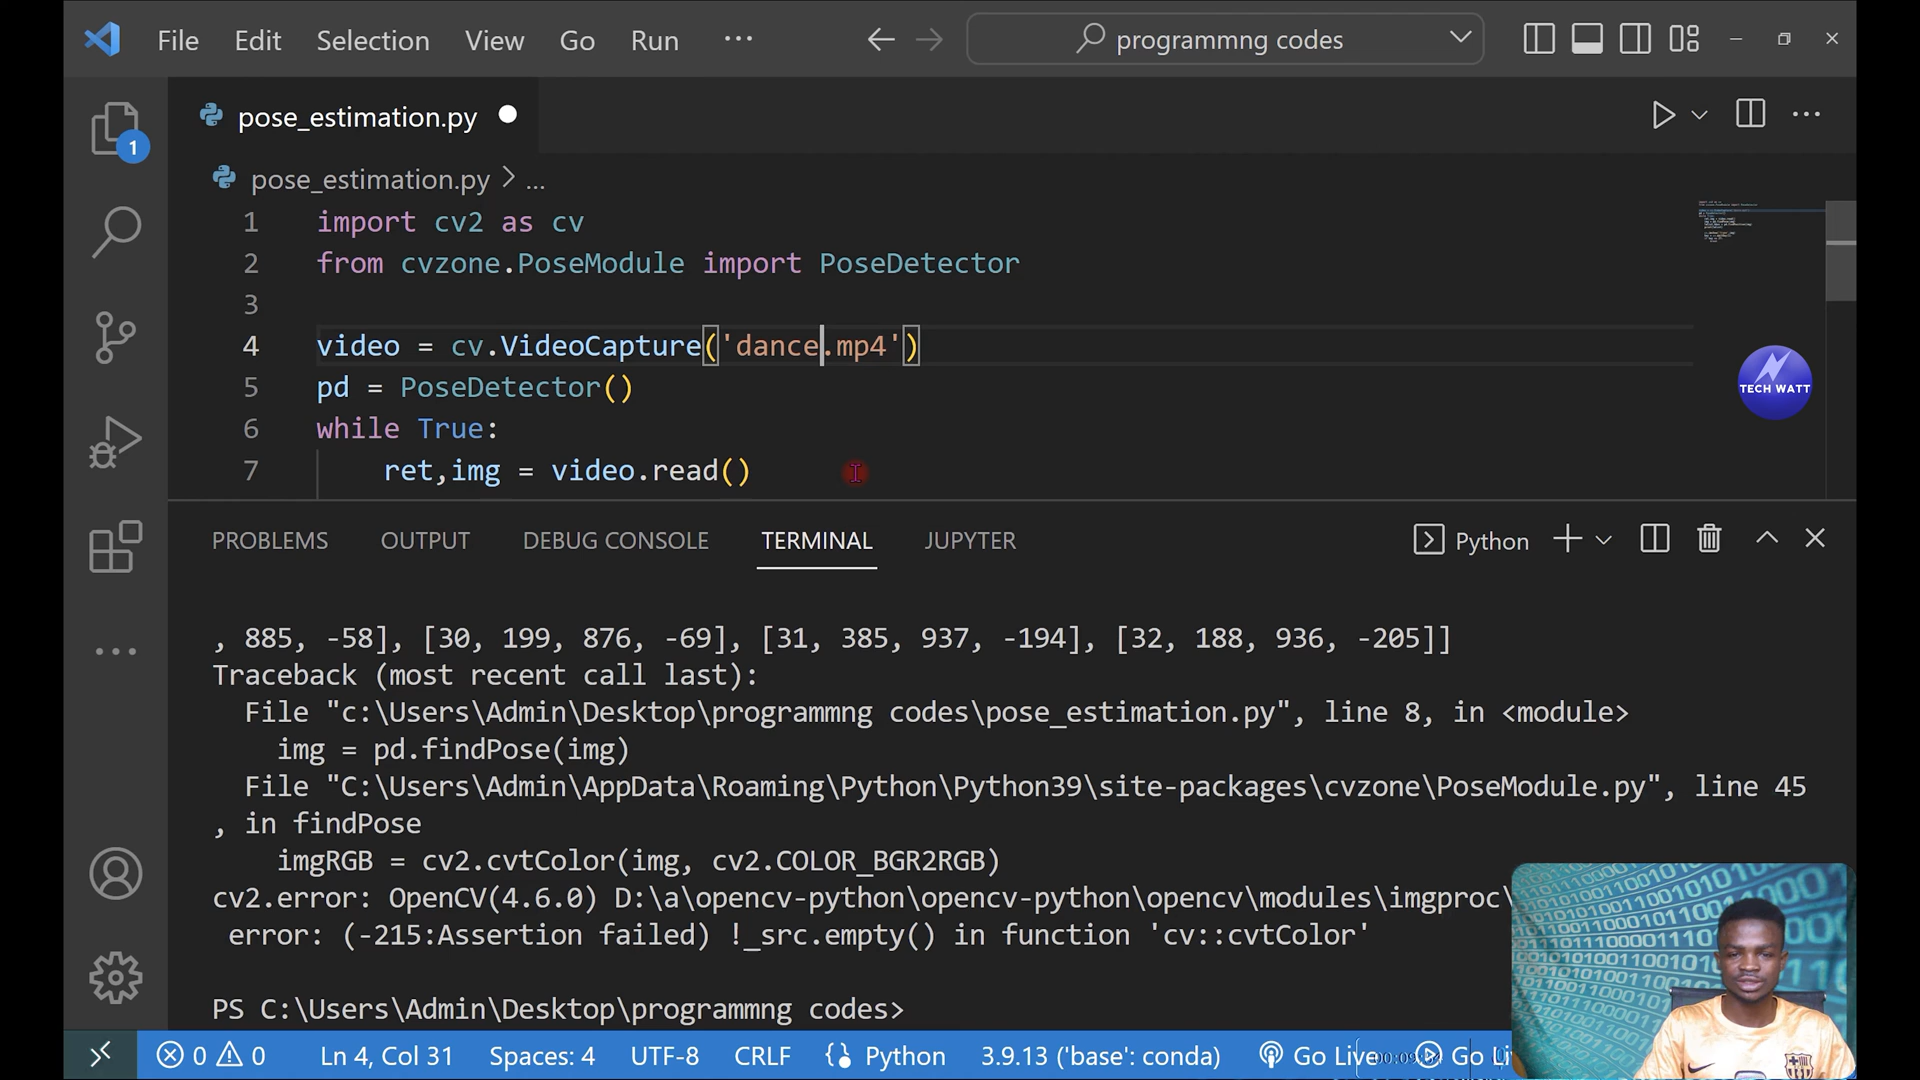 File Edit Selection View Go Run ··· programmng codes
pose_estimation.py
1
pose_estimation.py > ...
1 import cv2 as cv
2 from cvzone.PoseModule import PoseDetector
3
4 video = cv.VideoCapture('dance.mp4')
5 pd = PoseDetector()
6 while True:
7 ret,img = video.read()
TECH WATT
PROBLEMS OUTPUT DEBUG CONSOLE TERMINAL JUPYTER Python
, 885, -58], [30, 199, 876, -69], [31, 385, 937, -194], [32, 188, 936, -205]]
Traceback (most recent call last):
File "c:\Users\Admin\Desktop\programmng codes\pose_estimation.py", line 8, in <module>
img = pd.findPose(img)
File "C:\Users\Admin\AppData\Roaming\Python\Python39\site-packages\cvzone\PoseModule.py", line 45
, in findPose
imgRGB = cv2.cvtColor(img, cv2.COLOR_BGR2RGB)
cv2.error: OpenCV(4.6.0) D:\a\opencv-python\opencv-python\opencv\modules\imgproc\
error: (-215:Assertion failed) !_src.empty() in function 'cv::cvtColor'
PS C:\Users\Admin\Desktop\programmng codes>
0 0 Ln 4, Col 31 Spaces: 4 UTF-8 CRLF Python 3.9.13 ('base': conda) Go Live Go Li